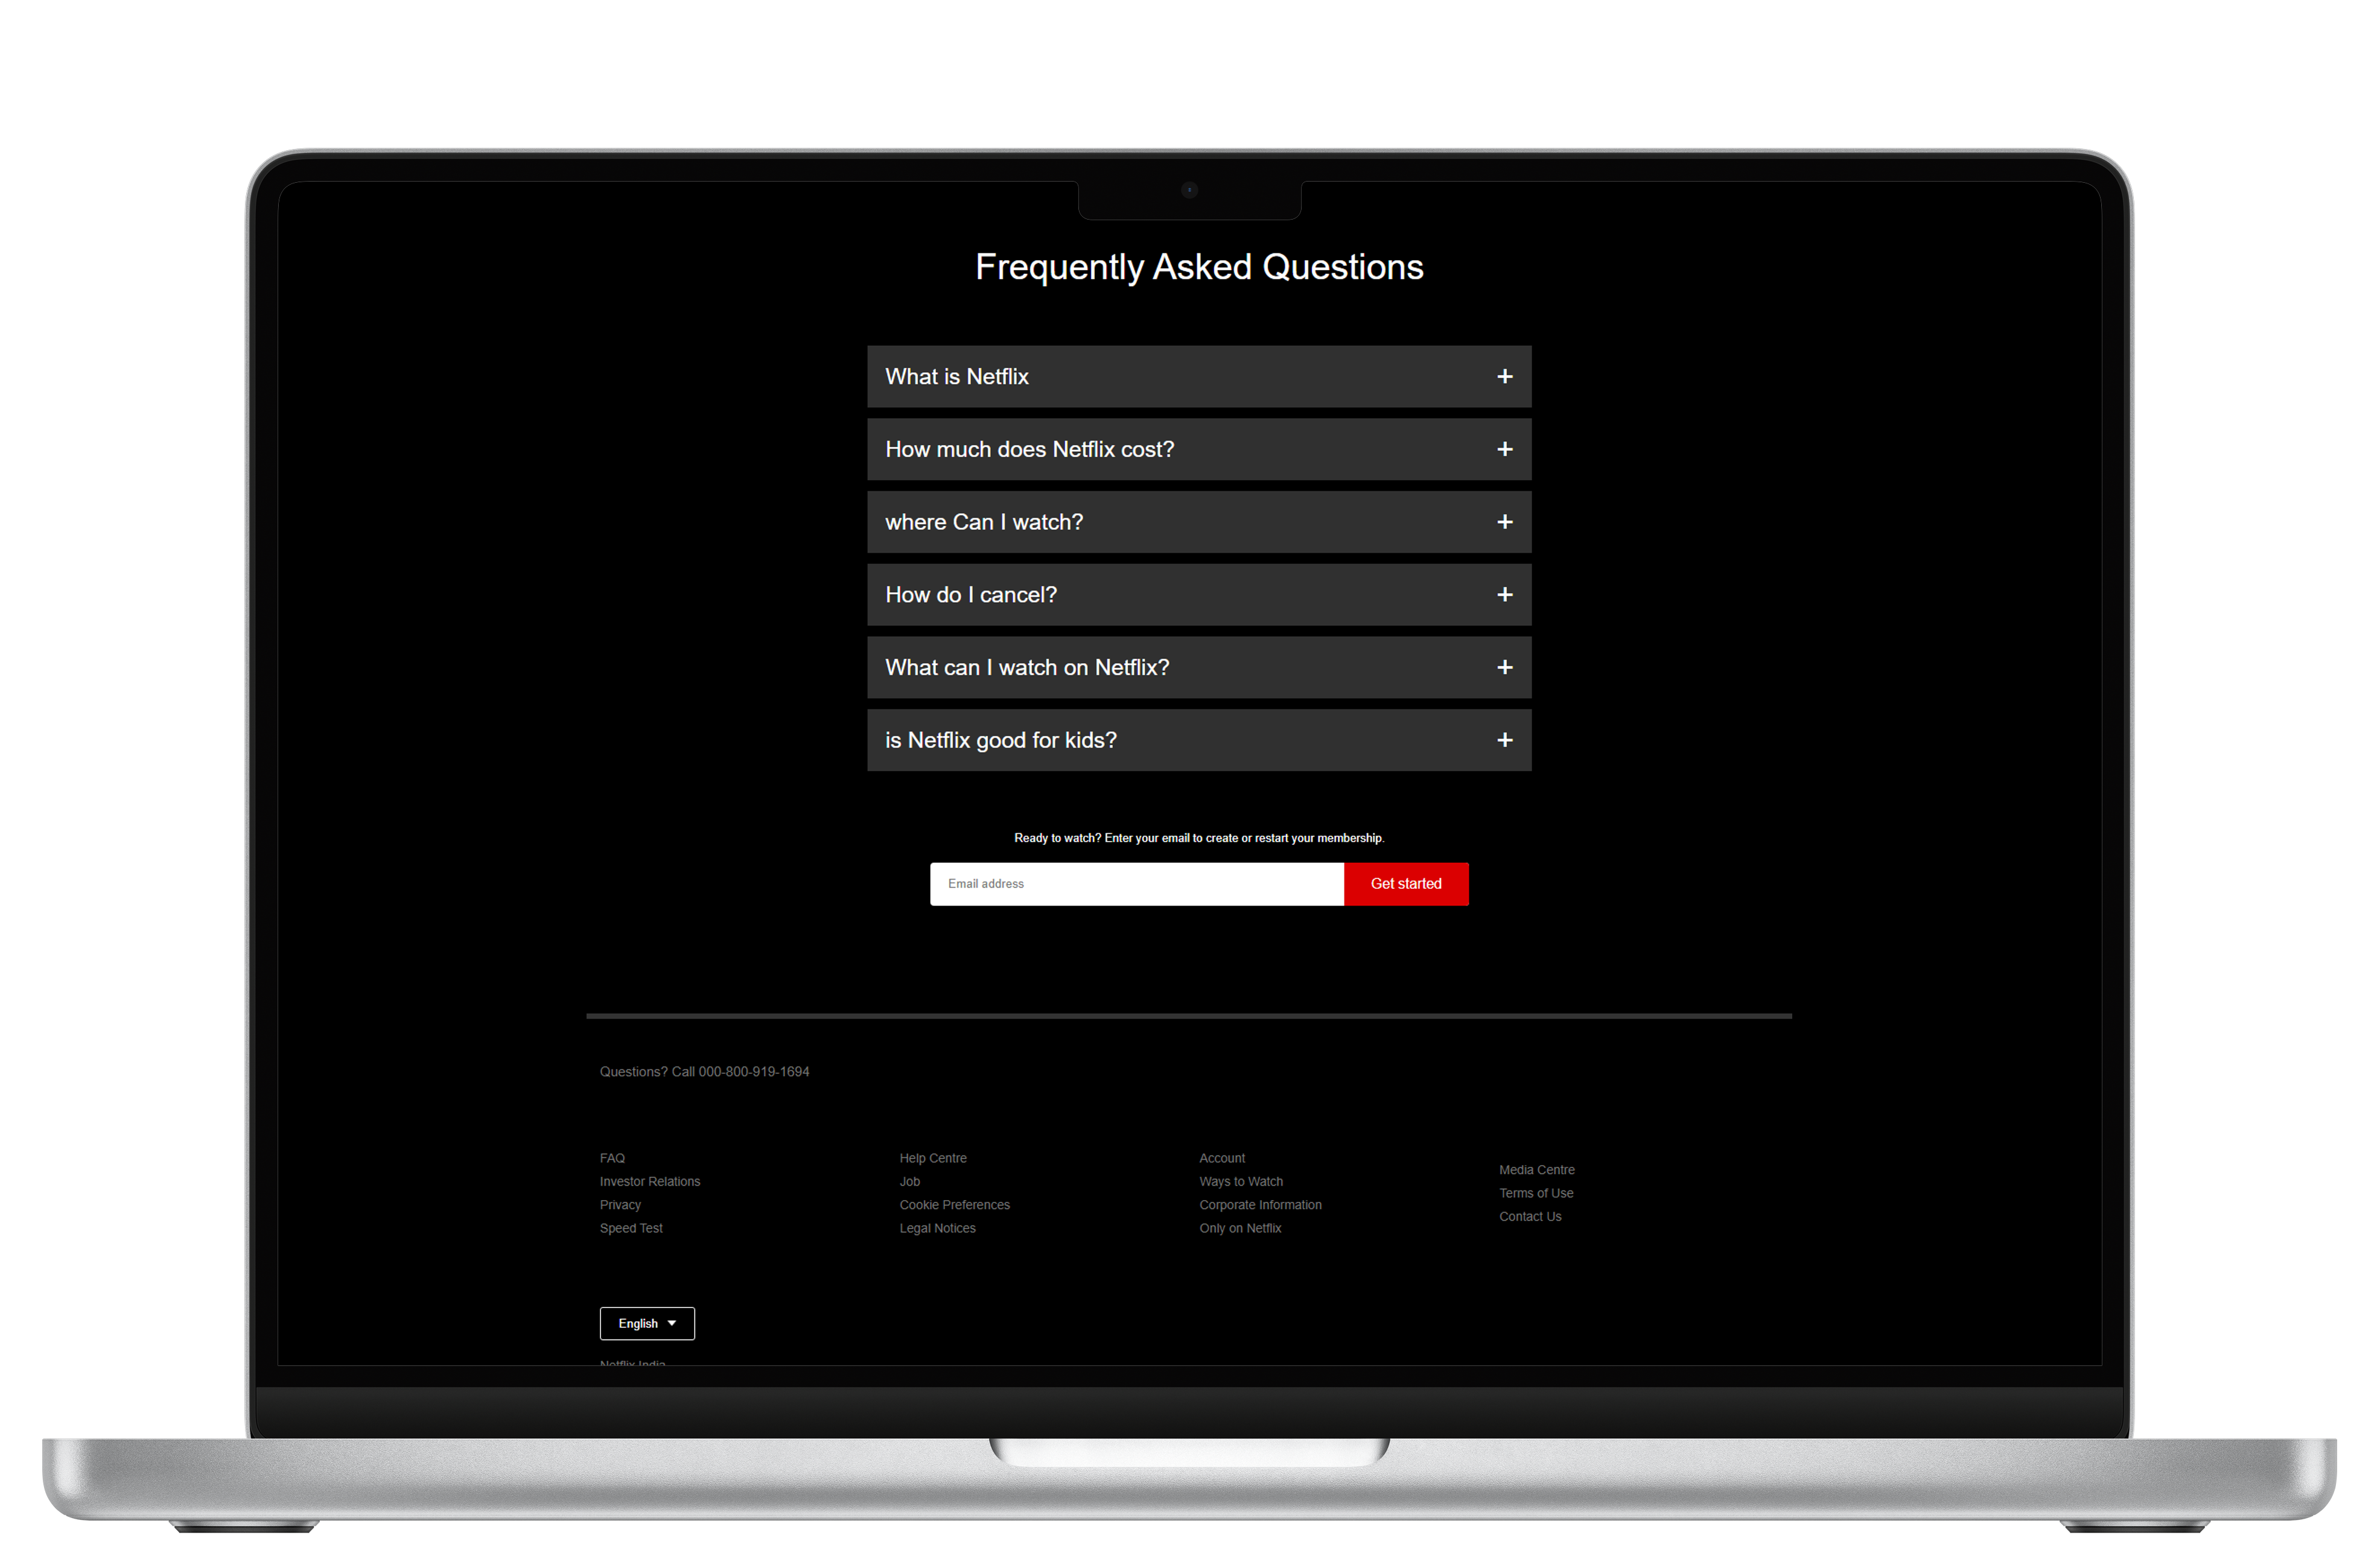 Frequently Asked Questions
What is Netflix
How much does Netflix cost?
where Can I watch?
How do I cancel?
What can I watch on Netflix?
is Netflix good for kids?
Ready to watch? Enter your email to create or restart your membership.
Email address
Get started
Questions? Call 000-800-919-1694
FAQ
Investor Relations
Privacy
Speed Test
Help Centre
Job
Cookie Preferences
Legal Notices
Account
Ways to Watch
Corporate Information
Only on Netflix
Media Centre
Terms of Use
Contact Us
English
Netflix India